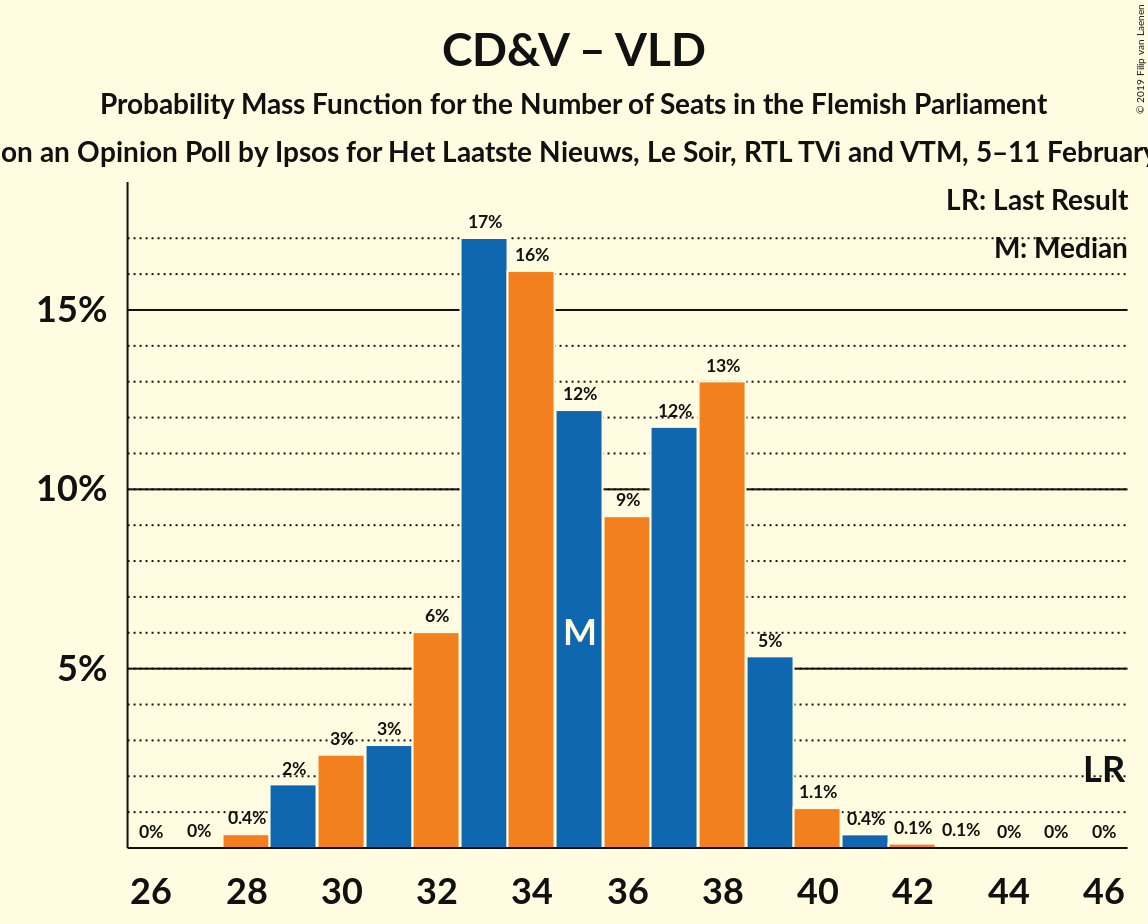 CD&V – VLD
Probability Mass Function for the Number of Seats in the Flemish Parliament
on an Opinion Poll by Ipsos for Het Laatste Nieuws, Le Soir, RTL TVi and VTM, 5–11 February
© 2019 Filip van Laenen
LR: Last Result
M: Median
17%
16%
15%
13%
12%
12%
10%
9%
6%
M
5%
5%
3%
3%
2%
LR
1.1%
0.4%
0.4%
0.1%
0.1%
0%
0%
0%
0%
0%
26 28 30 32 34 36 38 40 42 44 46